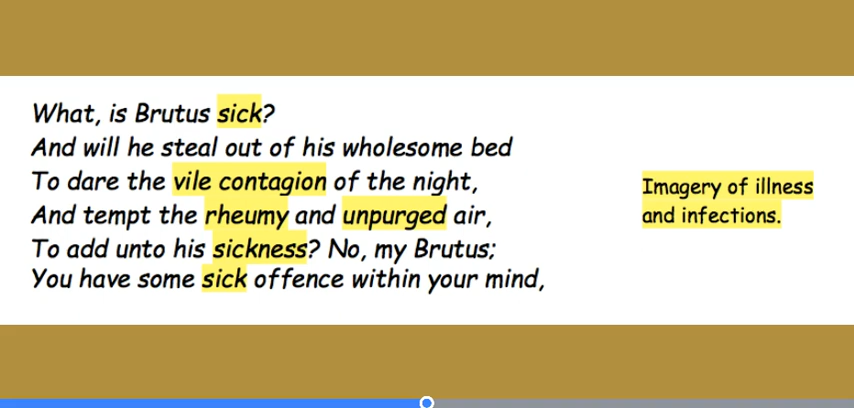 What, is Brutus sick?
And will he steal out of his wholesome bed
To dare the vile contagion of the night,
And tempt the rheumy and unpurged air,
To add unto his sickness? No, my Brutus;
You have some sick offence within your mind,
Imagery of illness
and infections.